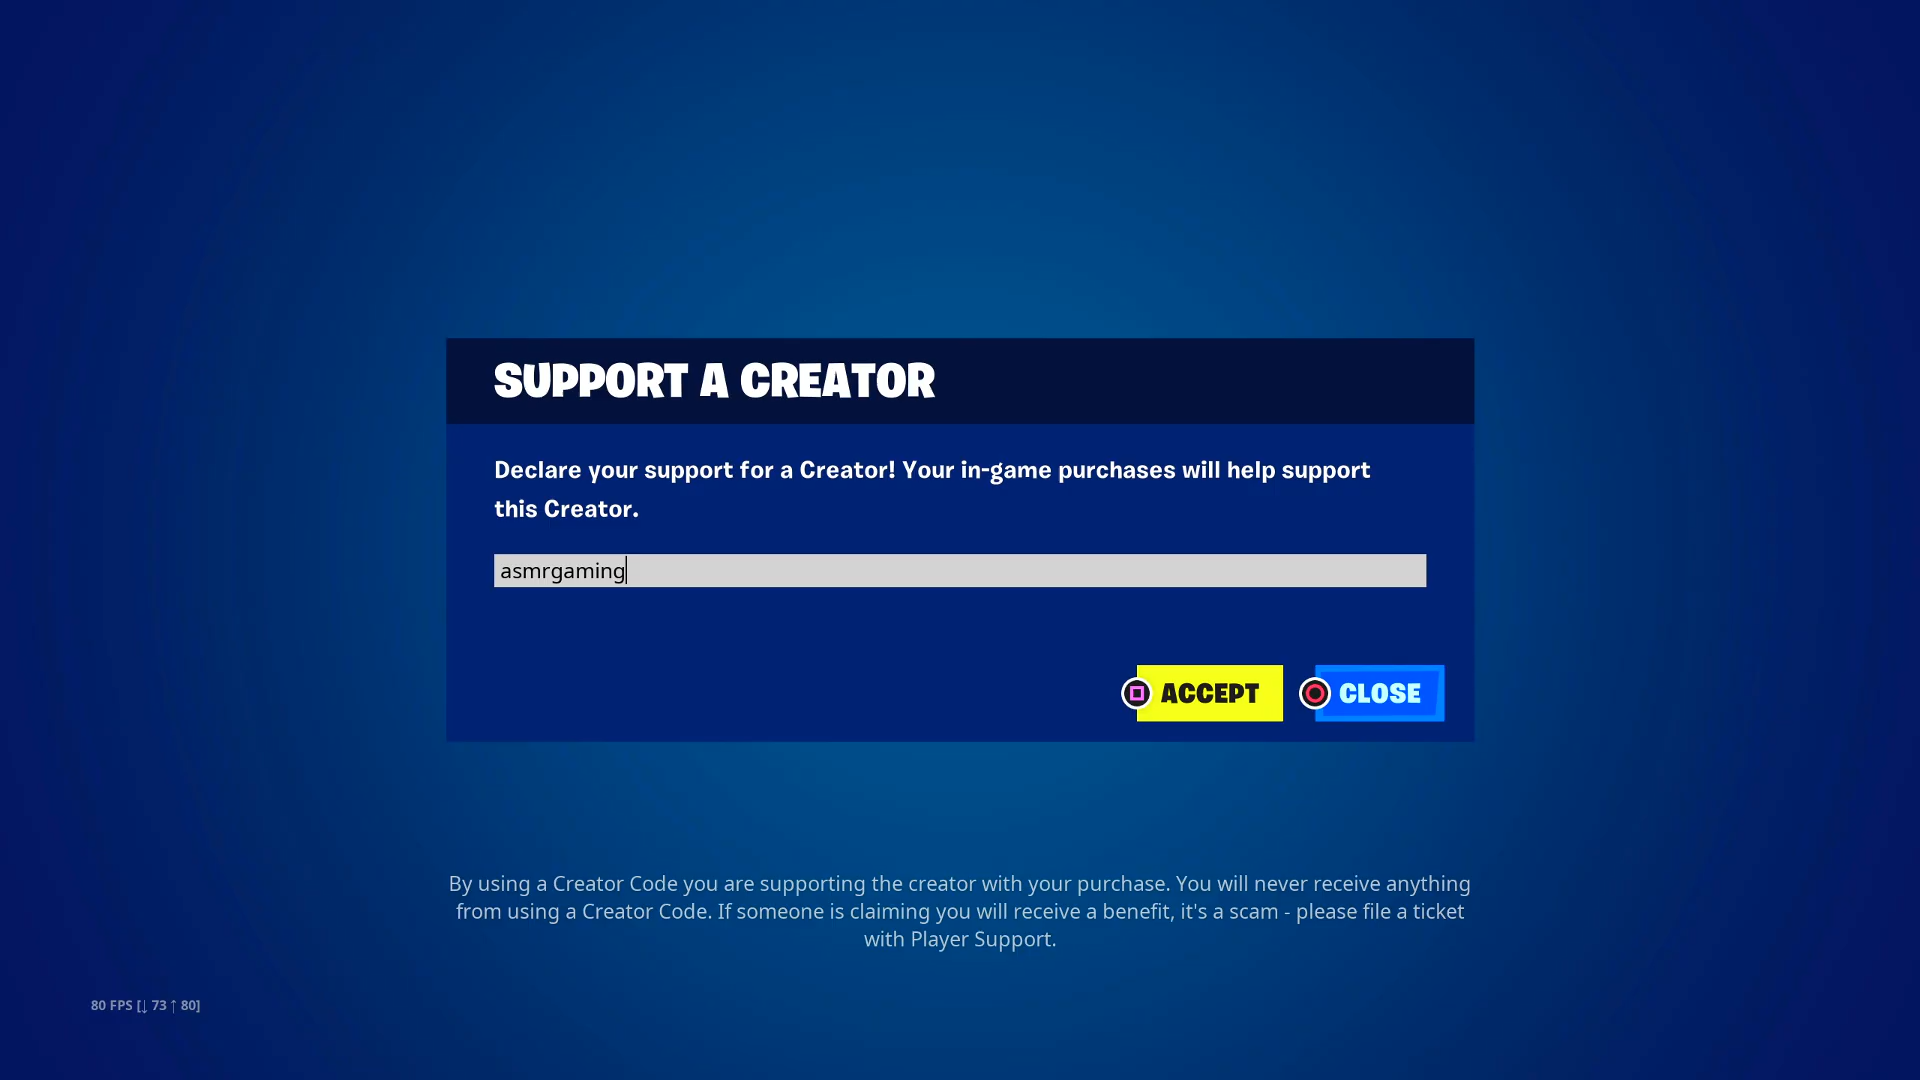 SUPPORT A CREATOR
Declare your support for a Creator! Your in-game purchases will help support
this Creator.
asmrgaming
ACCEPT
CLOSE
By using a Creator Code you are supporting the creator with your purchase. You will never receive anything
from using a Creator Code. If someone is claiming you will receive a benefit, it's a scam - please file a ticket
with Player Support.
80 FPS [↓ 73 ↑ 80]